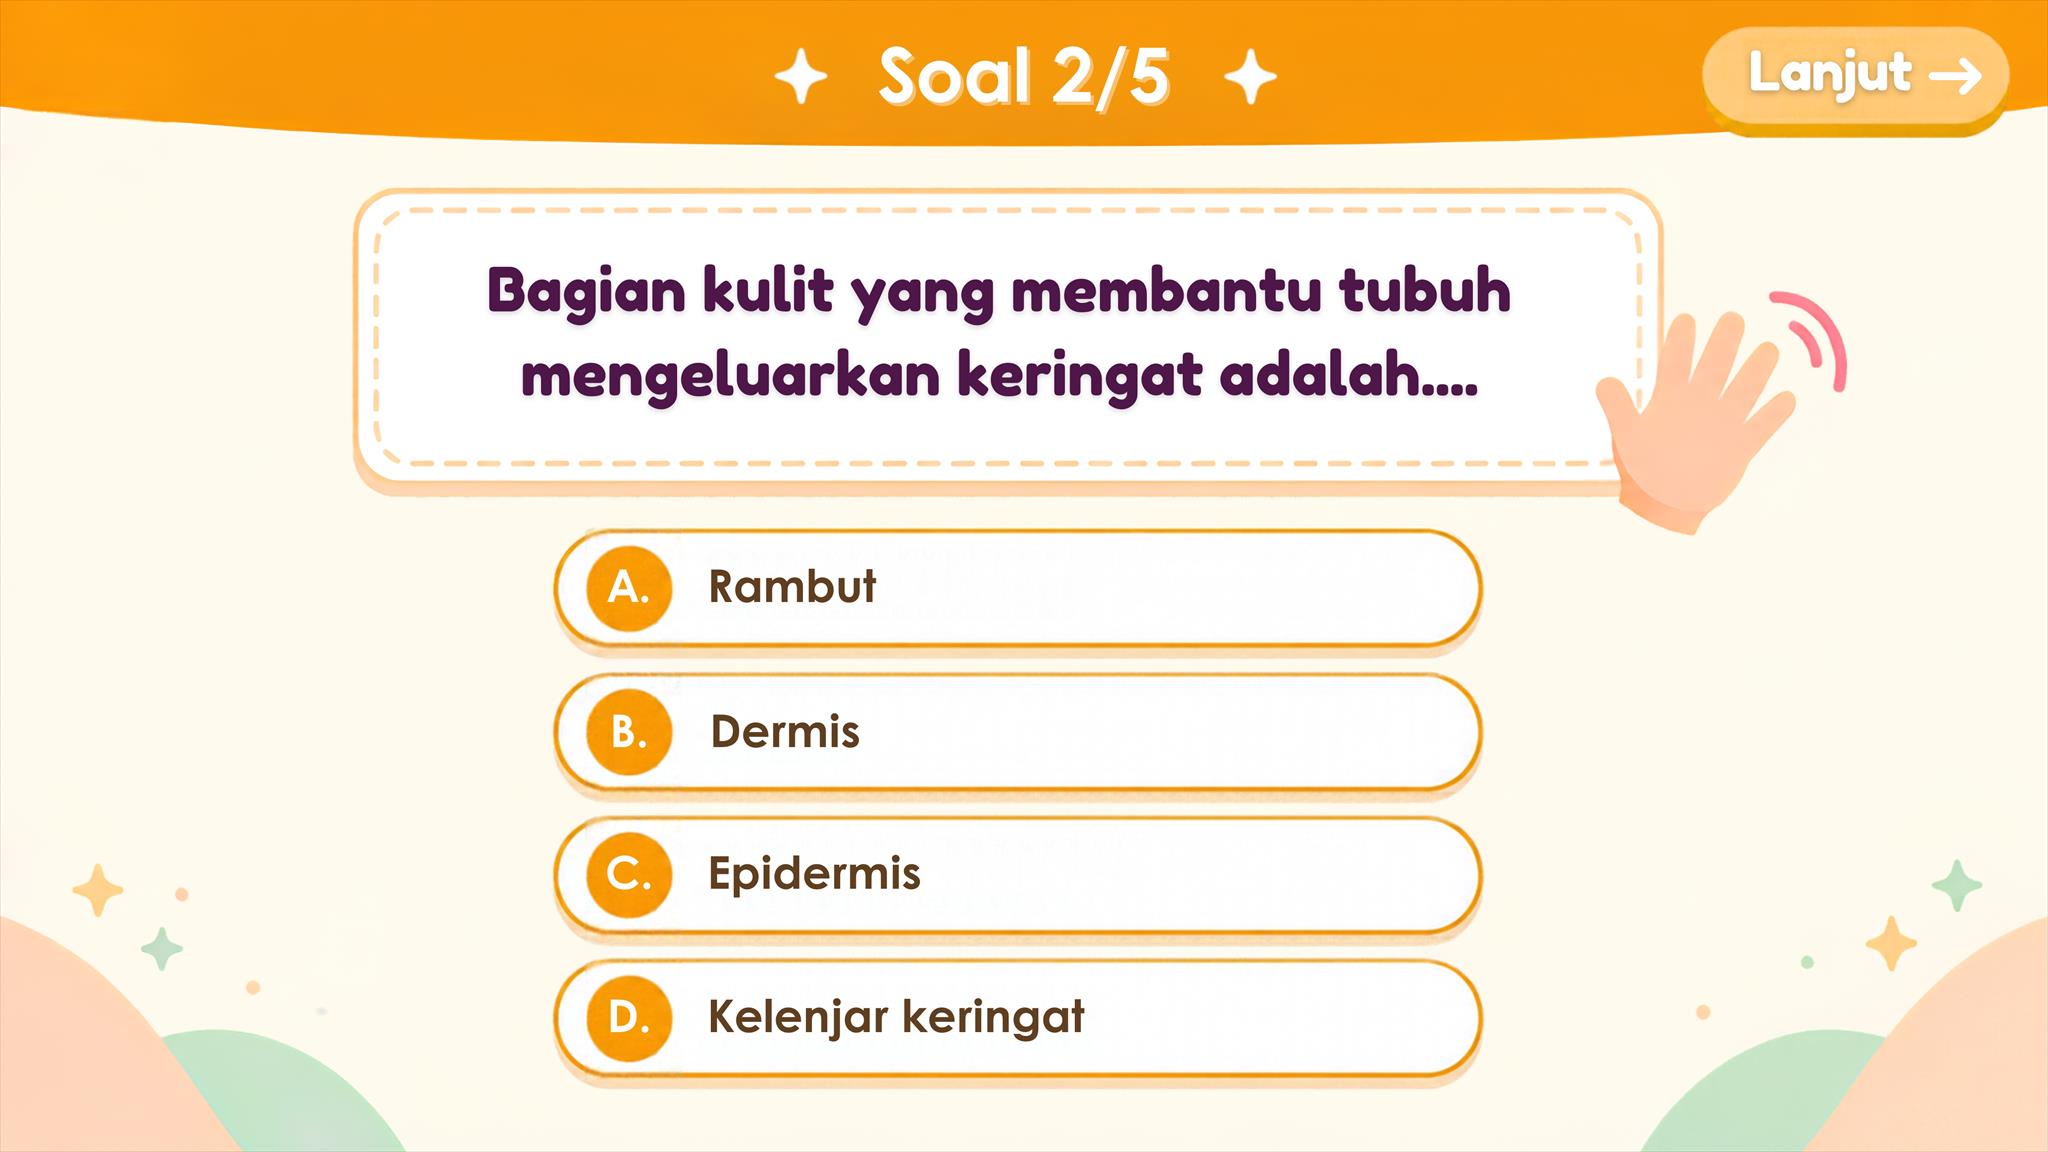 Soal 2/5
Lanjut →
Bagian kulit yang membantu tubuh
mengeluarkan keringat adalah....
A. Rambut
B. Dermis
C. Epidermis
D. Kelenjar keringat